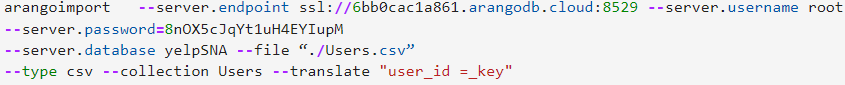 arangoimport --server.endpoint ssl://6bb0cac1a861.arangodb.cloud:8529 --server.username root
--server.password=8nOX5cJqYt1uH4EYIupM
--server.database yelpSNA --file “./Users.csv”
--type csv --collection Users --translate "user_id =_key"